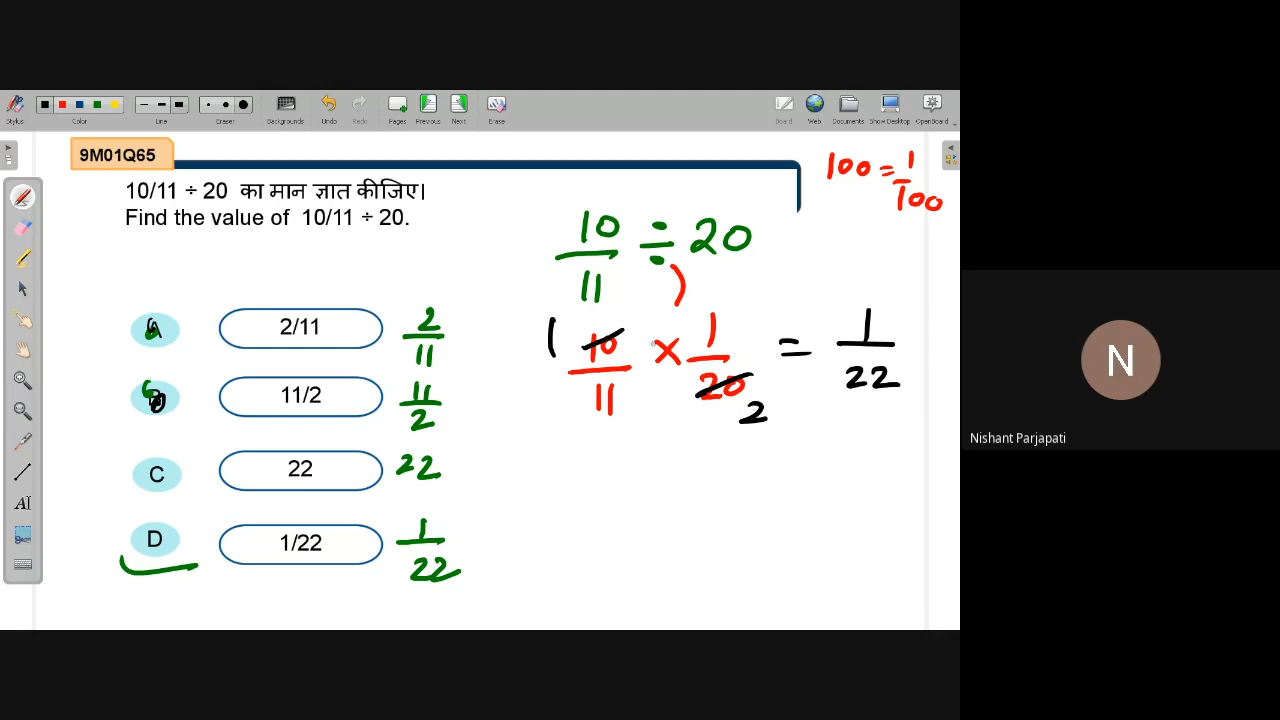 Stylus
Color
Line
Eraser
Backgrounds
Undo
Redo
Pages
Previous
Next
Erase
Board
Web
Documents
Show Desktop
OpenBoard
9M01Q65
10/11 ÷ 20 का मान ज्ञात कीजिए।
Find the value of 10/11 ÷ 20.
100 = 1/100
10/11 ÷ 20
)
1 10/11 × 1/20 2 = 1/22
A 2/11 2/11
11/2 11/2
C 22 22
D 1/22 1/22
AI
N
Nishant Parjapati